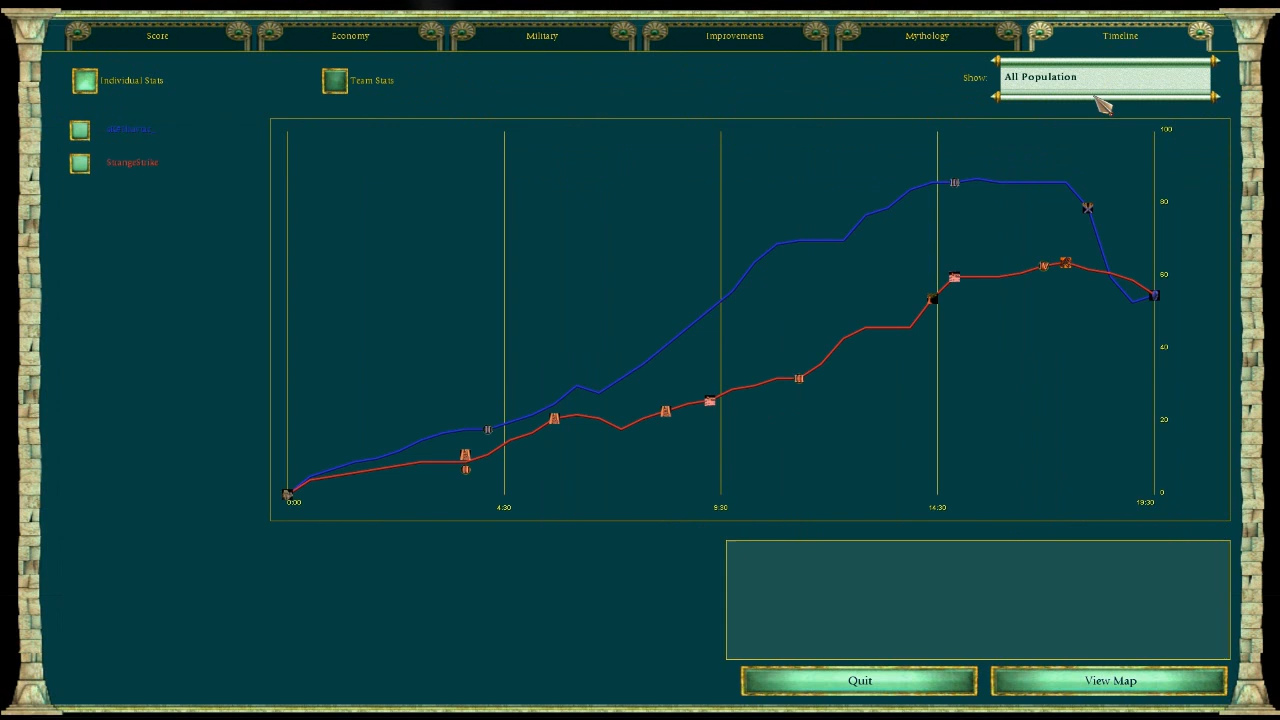 Score Economy Military Improvements Mythology Timeline
Individual Stats Team Stats Show: All Population
StrangeStrike
100
80
60
40
20
0
0:00 4:30 9:30 14:30 19:30
Quit View Map